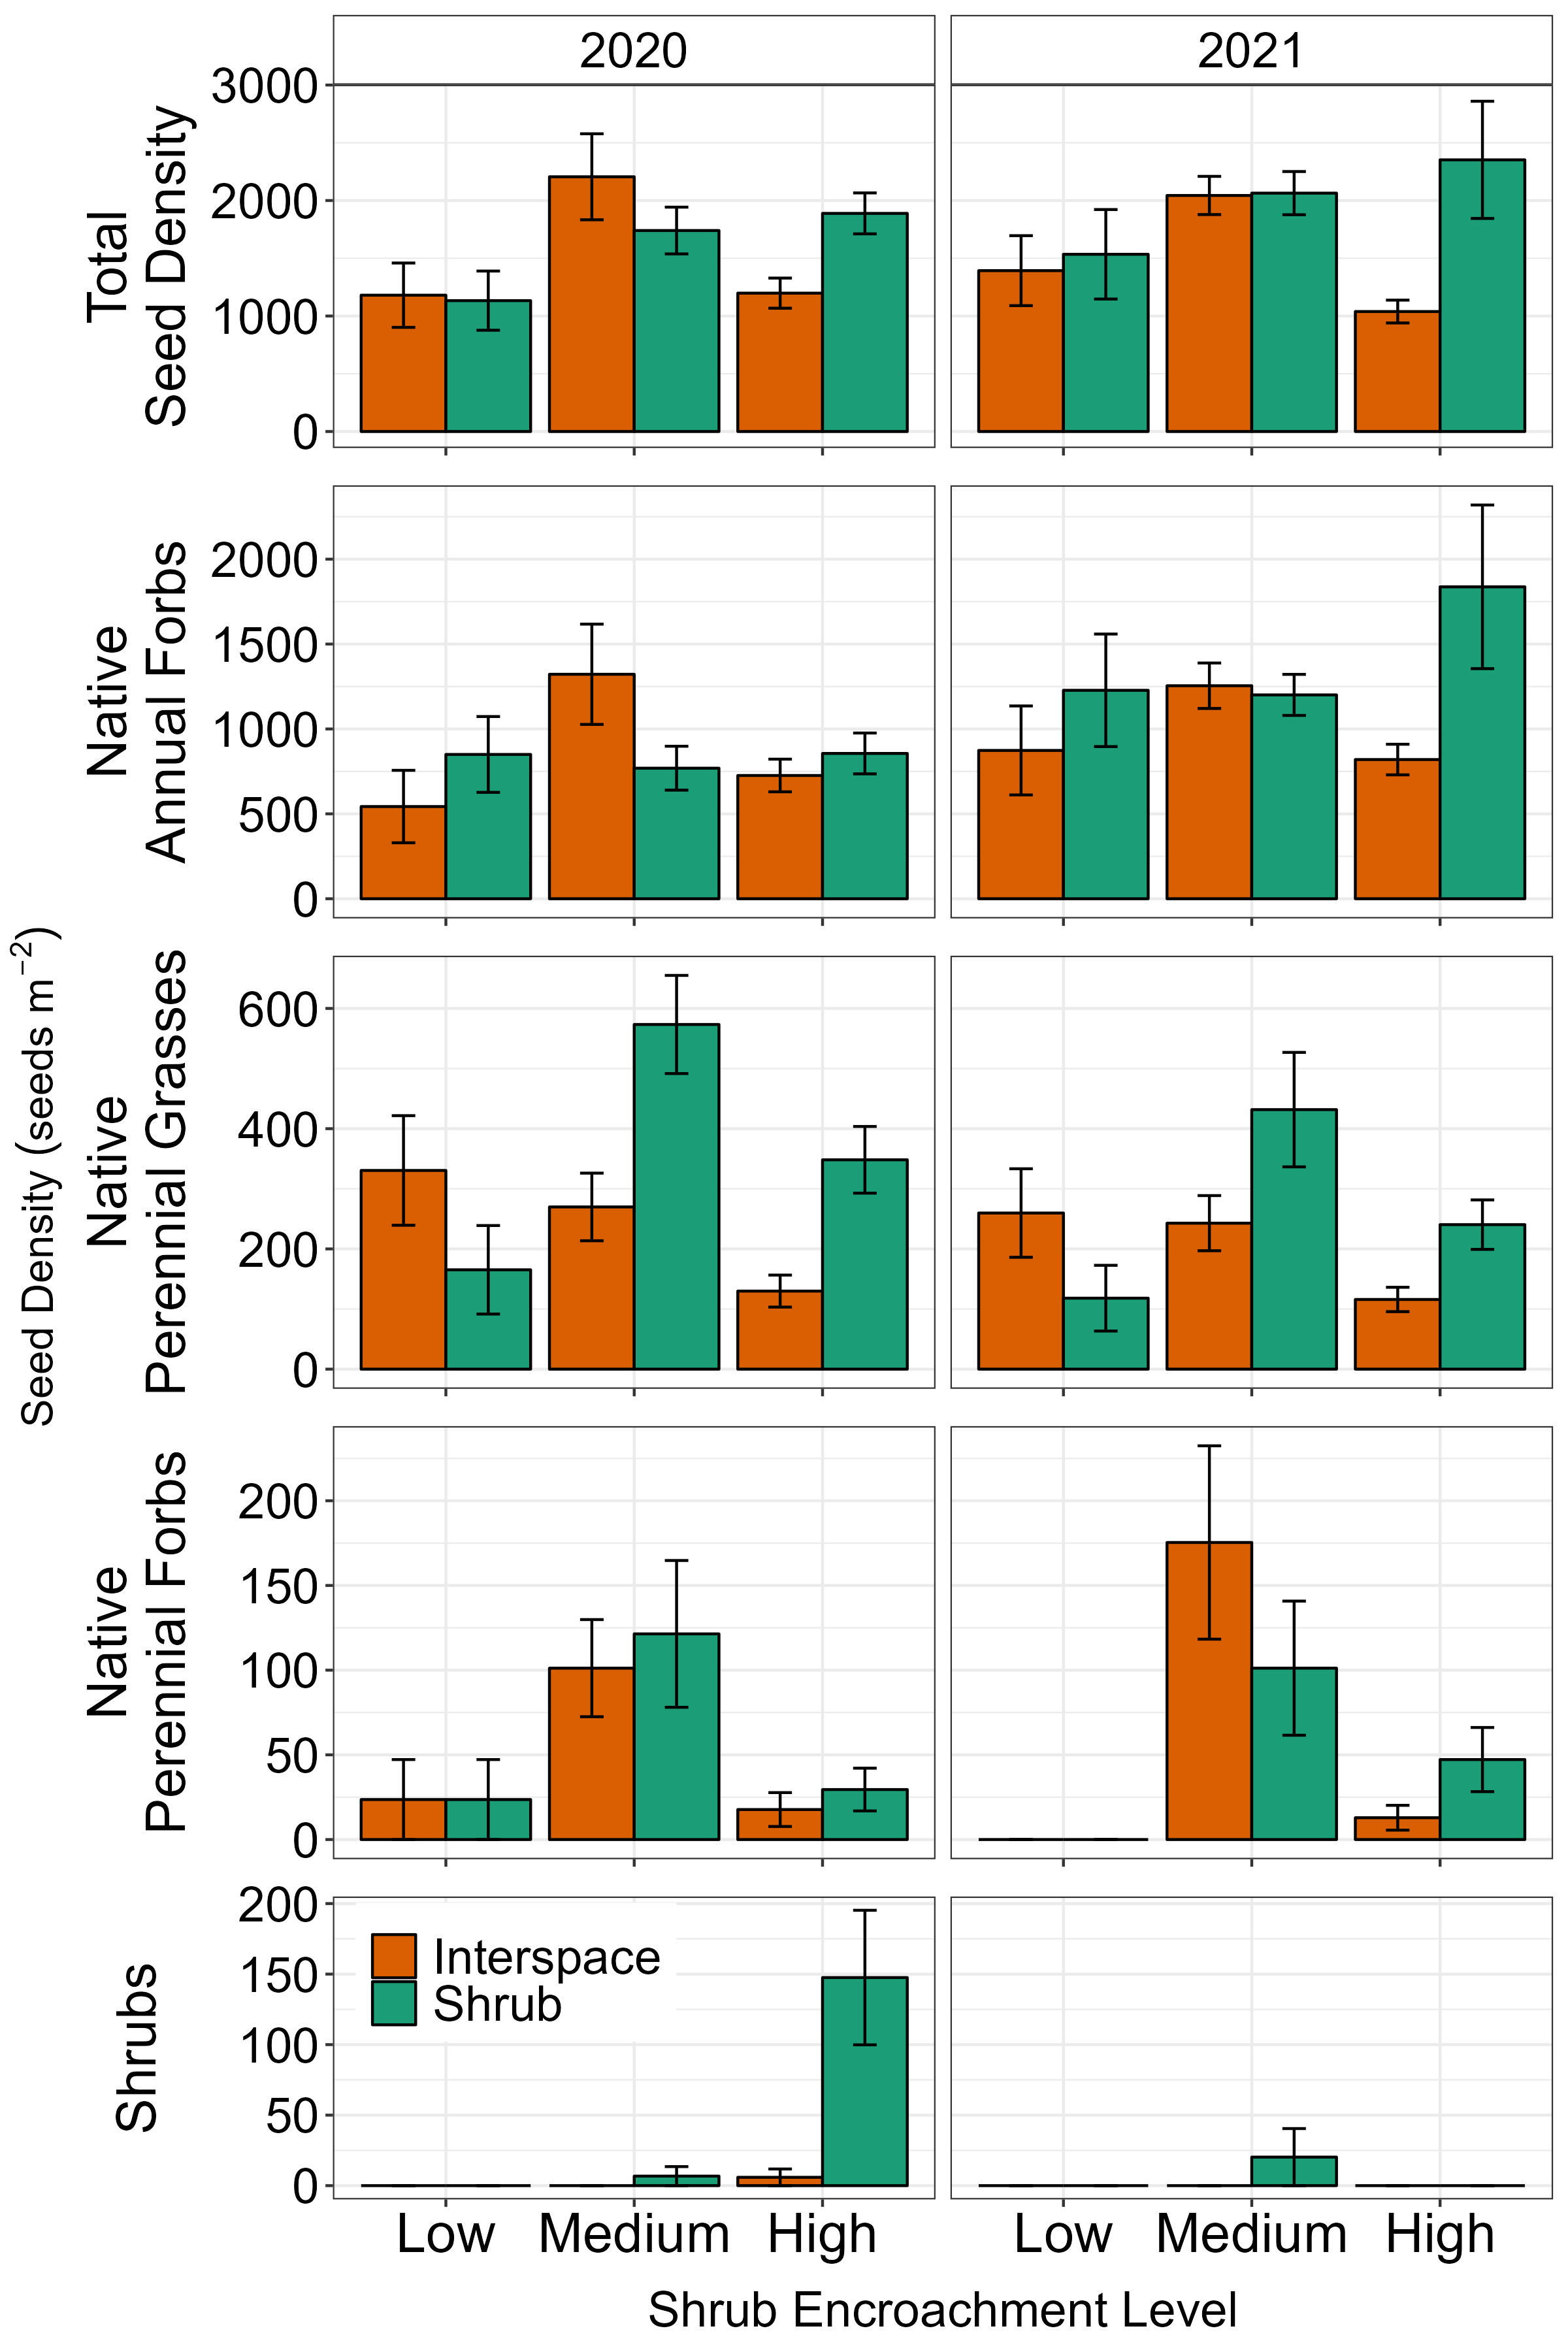 2020
2021
Seed Density (seeds m⁻²)
Total
Seed Density
3000
2000
1000
0
Native
Annual Forbs
2000
1500
1000
500
0
Native
Perennial Grasses
600
400
200
0
Native
Perennial Forbs
200
150
100
50
0
Shrubs
200
150
100
50
0
Interspace
Shrub
Low Medium High
Low Medium High
Shrub Encroachment Level